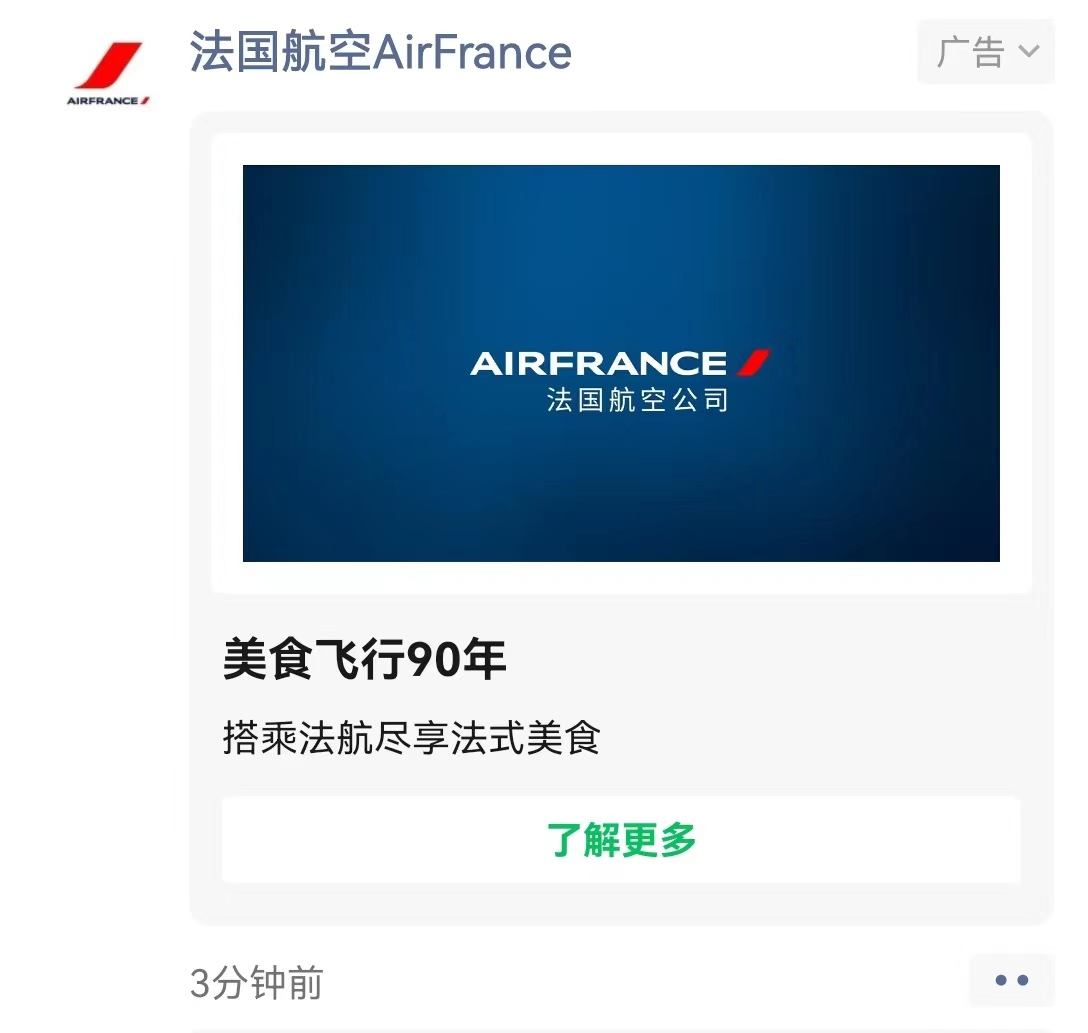 法国航空AirFrance
广告
AIRFRANCE
AIRFRANCE
法国航空公司
美食飞行90年
搭乘法航尽享法式美食
了解更多
3分钟前